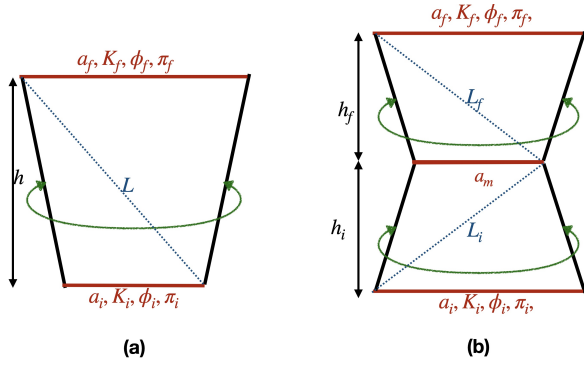 a_f, K_f, ϕ_f, π_f
h
L
a_i, K_i, ϕ_i, π_i
(a)
a_f, K_f, ϕ_f, π_f,
h_f
L_f
a_m
h_i
L_i
a_i, K_i, ϕ_i, π_i,
(b)